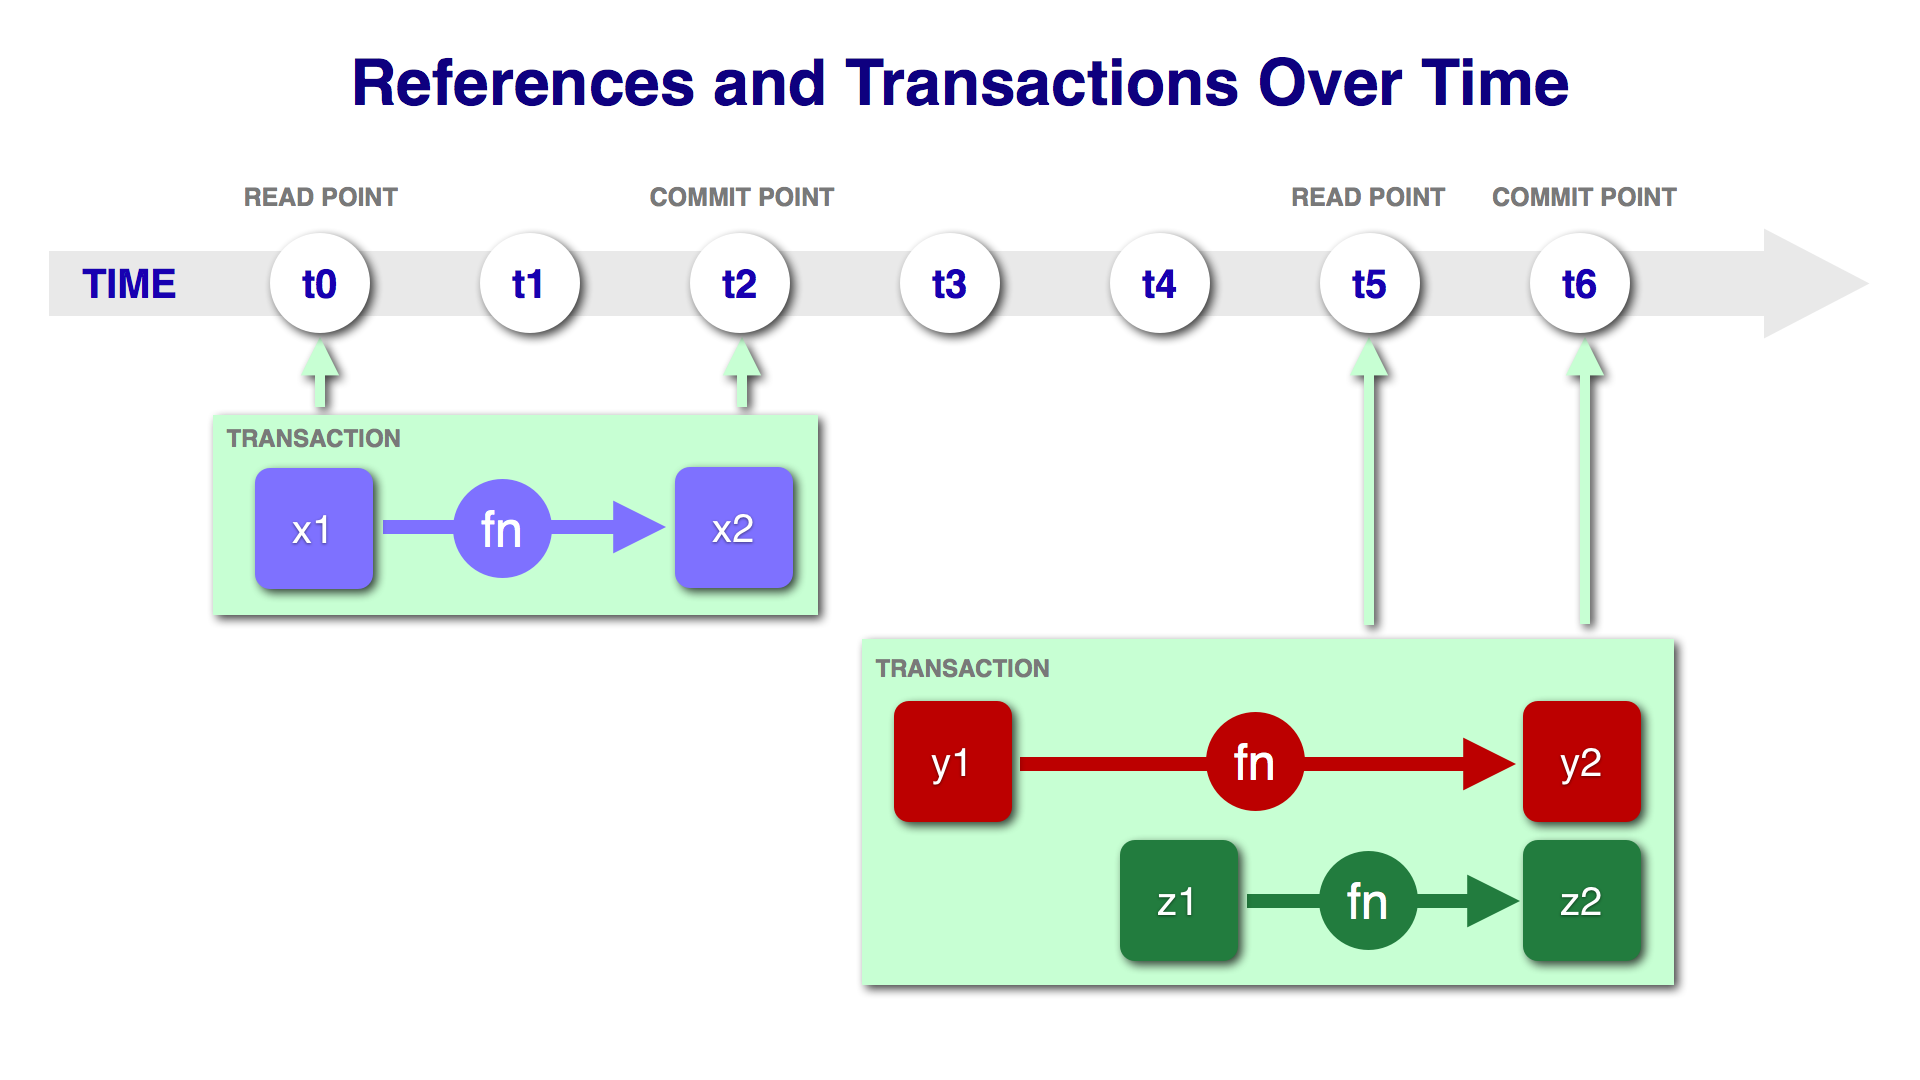 References and Transactions Over Time
READ POINT
COMMIT POINT
READ POINT
COMMIT POINT
TIME
t0
t1
t2
t3
t4
t5
t6
TRANSACTION
x1
fn
x2
TRANSACTION
y1
fn
y2
z1
fn
z2